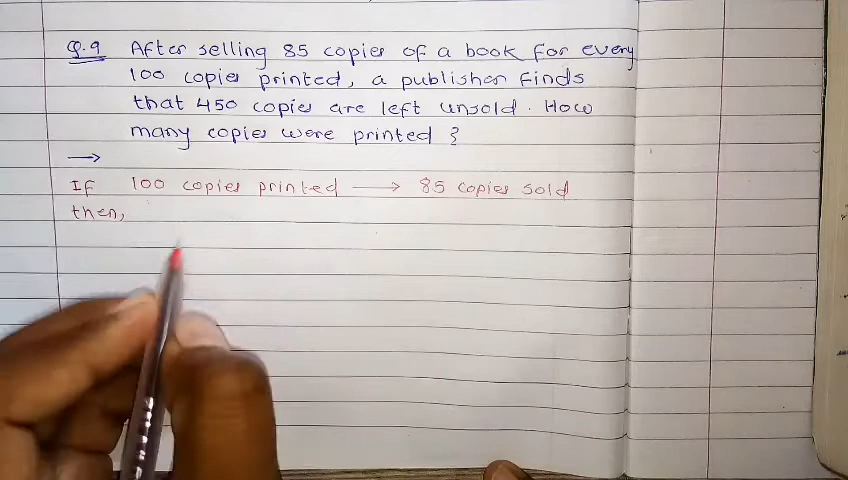 Q.9 After selling 85 copies of a book for every
100 copies printed, a publisher finds
that 450 copies are left unsold. How
many copies were printed ?
→
If 100 copies printed → 85 copies sold
then,